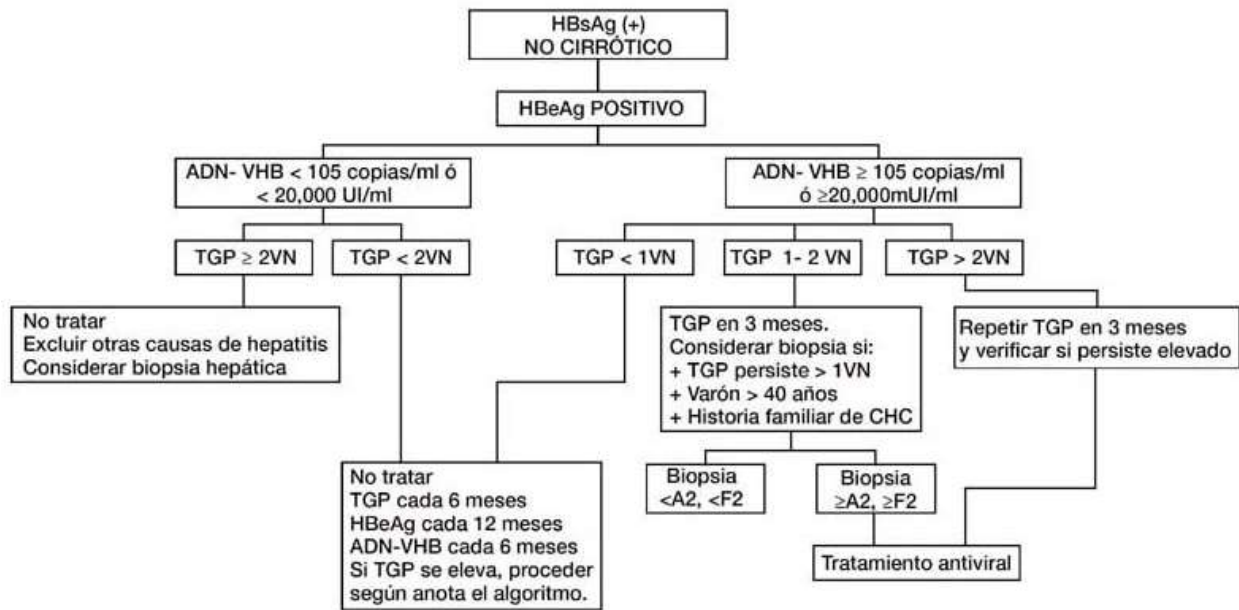 HBsAg (+)
NO CIRRÓTICO
HBeAg POSITIVO
ADN- VHB < 105 copias/ml ó
< 20,000 UI/ml
ADN- VHB ≥ 105 copias/ml
ó ≥20,000mUI/ml
TGP ≥ 2VN
TGP < 2VN
TGP < 1VN
TGP 1- 2 VN
TGP > 2VN
No tratar
Excluir otras causas de hepatítis
Considerar biopsia hepática
TGP en 3 meses.
Considerar biopsia si:
+ TGP persiste > 1VN
+ Varón > 40 años
+ Historia familiar de CHC
Repetir TGP en 3 meses
y verificar si persiste elevado
No tratar
TGP cada 6 meses
HBeAg cada 12 meses
ADN-VHB cada 6 meses
Si TGP se eleva, proceder
según anota el algoritmo.
Biopsia
<A2, <F2
Biopsia
≥A2, ≥F2
Tratamiento antiviral